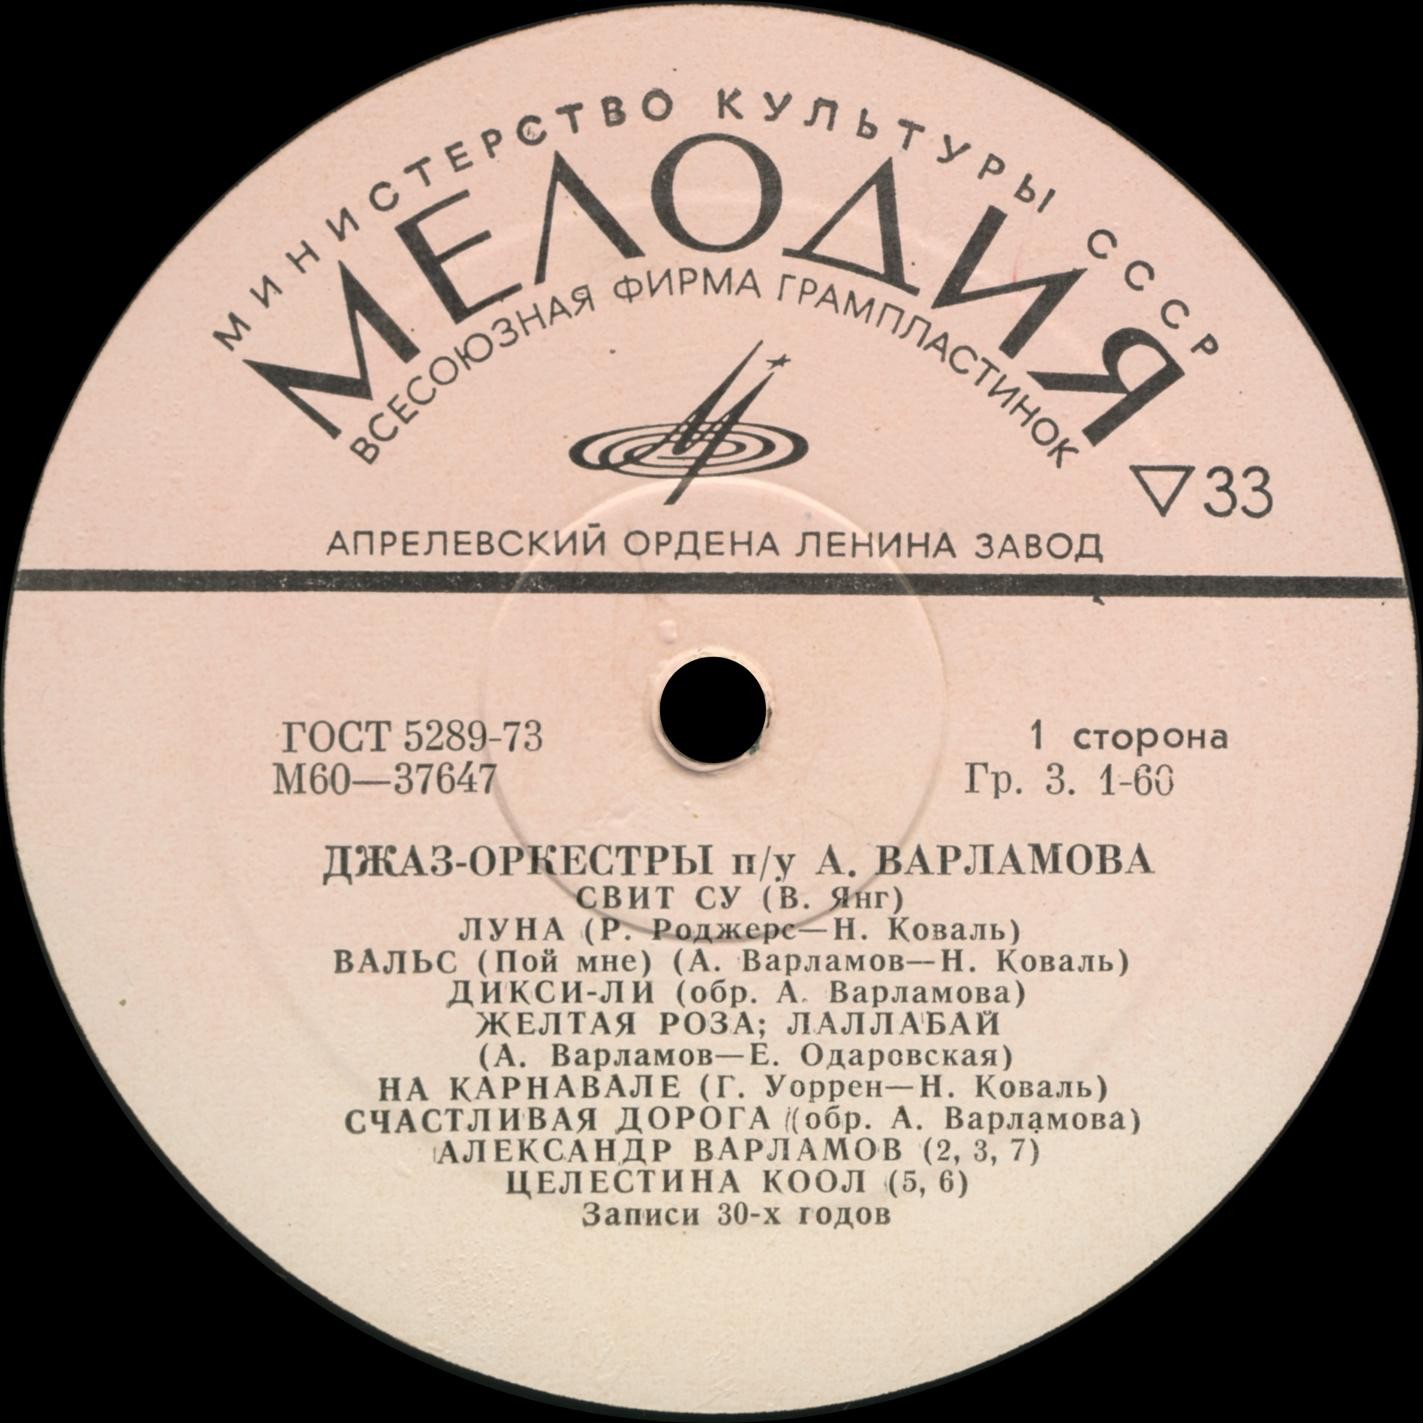 МИНИСТЕРСТВО КУЛЬТУРЫ СССР
МЕЛОДИЯ
ВСЕСОЮЗНАЯ ФИРМА ГРАМПЛАСТИНОК
33
АПРЕЛЕВСКИЙ ОРДЕНА ЛЕНИНА ЗАВОД
ГОСТ 5289-73
М60—37647
1 сторона
Гр. 3. 1-60
ДЖАЗ-ОРКЕСТРЫ п/у А. ВАРЛАМОВА
СВИТ СУ (В. Янг)
ЛУНА (Р. Роджерс—Н. Коваль)
ВАЛЬС (Пой мне) (А. Варламов—Н. Коваль)
ДИКСИ-ЛИ (обр. А. Варламова)
ЖЕЛТАЯ РОЗА; ЛАЛЛАБАЙ
(А. Варламов—Е. Одаровская)
НА КАРНАВАЛЕ (Г. Уоррен—Н. Коваль)
СЧАСТЛИВАЯ ДОРОГА (обр. А. Варламова)
АЛЕКСАНДР ВАРЛАМОВ (2, 3, 7)
ЦЕЛЕСТИНА КООЛ (5, 6)
Записи 30-х годов